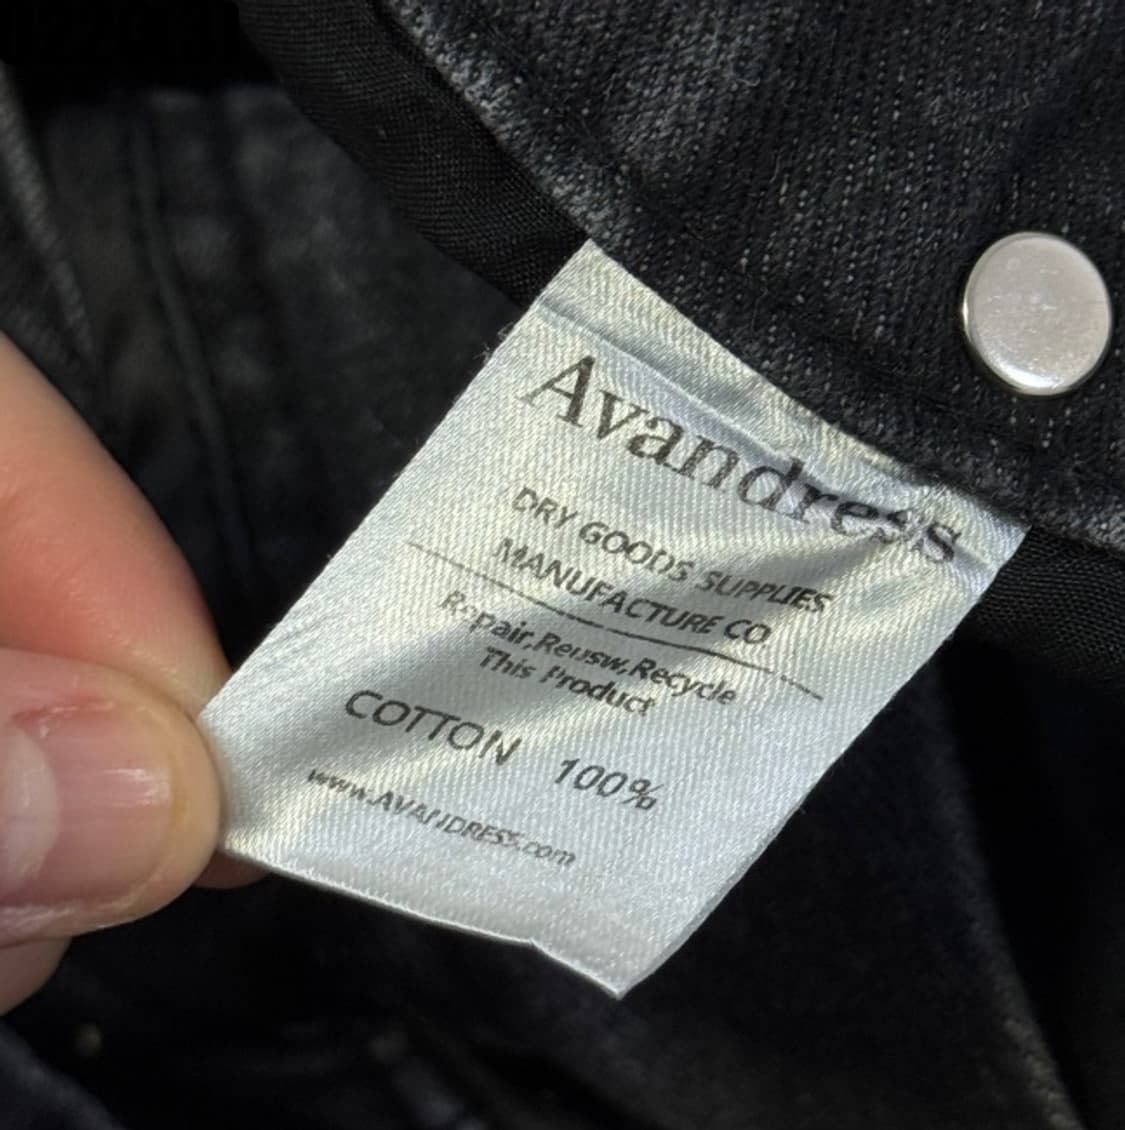 Avandress
DRY GOODS SUPPLIES
MANUFACTURE CO
Repair,Reusw,Recycle
This Product
COTTON 100%
www.AVANDRESS.com